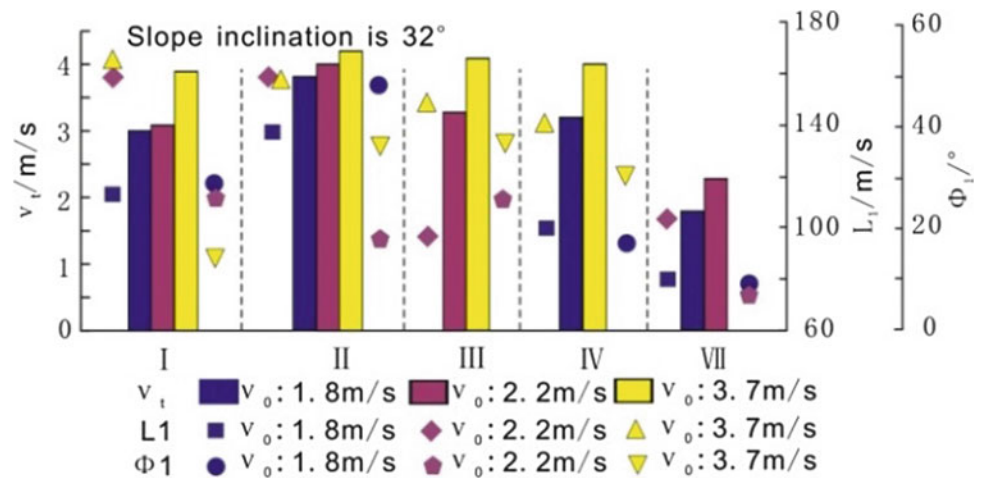 Slope inclination is 32°
4
3
2
1
0
v_t/m/s
180
140
100
60
L_1/m/s
60
40
20
0
Φ_1/°
I II III IV VII
v_t v_0: 1.8m/s v_0: 2.2m/s v_0: 3.7m/s
L1 v_0: 1.8m/s v_0: 2.2m/s v_0: 3.7m/s
Φ1 v_0: 1.8m/s v_0: 2.2m/s v_0: 3.7m/s